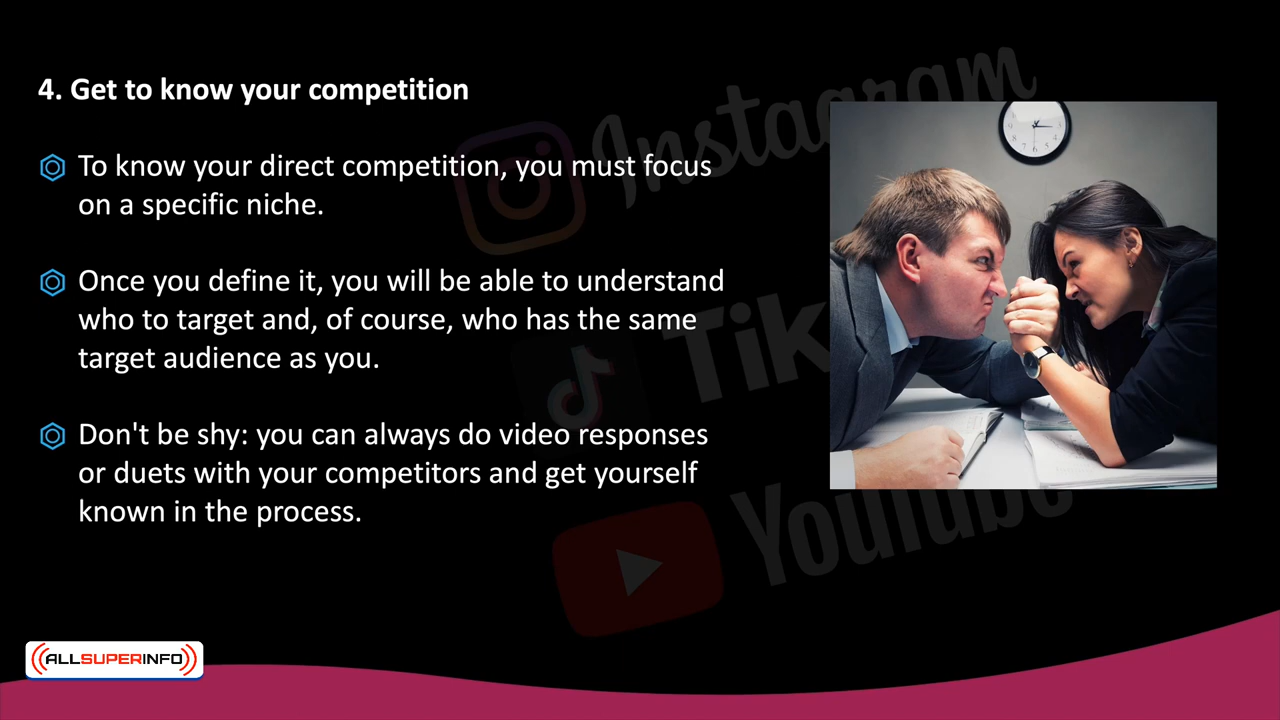 4. Get to know your competition
To know your direct competition, you must focus
on a specific niche.
Once you define it, you will be able to understand
who to target and, of course, who has the same
target audience as you.
Don't be shy: you can always do video responses
or duets with your competitors and get yourself
known in the process.
Instagram
Tik
YouTube
ALLSUPERINFO